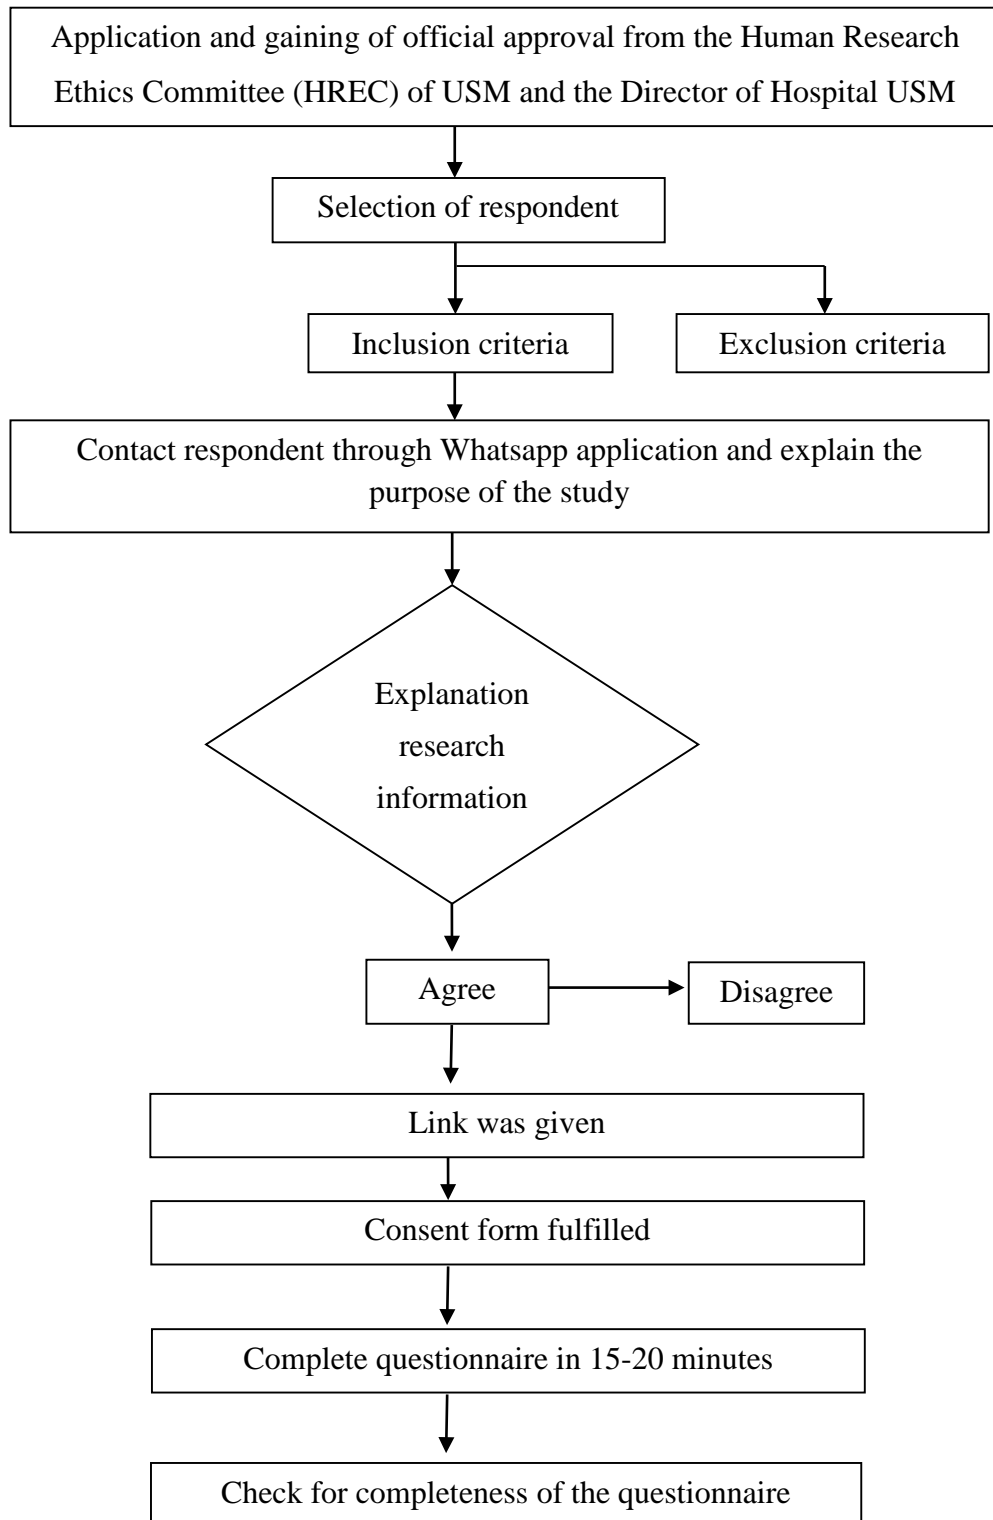 Application and gaining of official approval from the Human Research
Ethics Committee (HREC) of USM and the Director of Hospital USM
Selection of respondent
Inclusion criteria
Exclusion criteria
Contact respondent through Whatsapp application and explain the
purpose of the study
Explanation
research
information
Agree
Disagree
Link was given
Consent form fulfilled
Complete questionnaire in 15-20 minutes
Check for completeness of the questionnaire